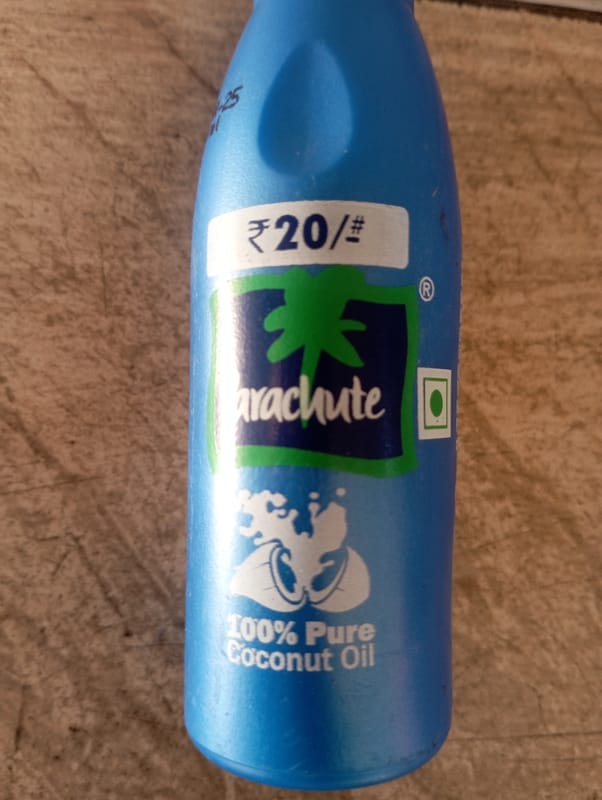 ₹20/-#
®
Parachute
100% Pure
Coconut Oil